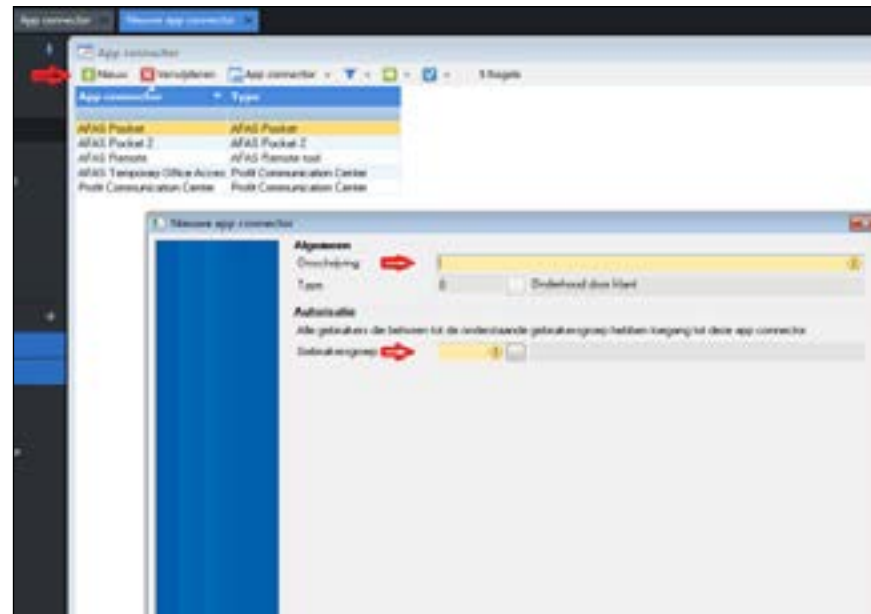 App connector
Nieuwe app connector
App connector
Nieuw Verwijderen App connector 5 Regels
App connector Type
AFAS Pocket AFAS Pocket
AFAS Pocket 2 AFAS Pocket 2
AFAS Remote AFAS Remote tool
AFAS Temporary Office Acces Profit Communication Center
Profit Communication Center Profit Communication Center
Nieuwe app connector
Algemeen
Omschrijving
Type Onderhoud door klant
Autorisatie
Alle gebruikers die behoren tot de onderstaande gebruikersgroep hebben toegang tot deze app connector
Gebruikersgroep